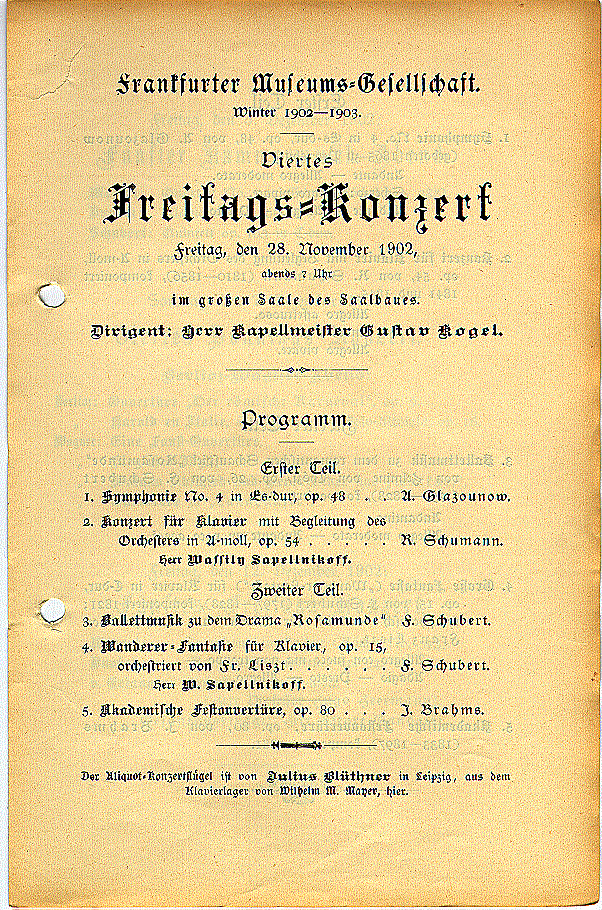 Frankfurter Museums-Gesellschaft.
Winter 1902—1903.
Viertes
Freitags-Konzert
Freitag, den 28. November 1902,
abends 7 Uhr
im großen Saale des Saalbaues.
Dirigent: Herr Kapellmeister Gustav Kogel.
Programm.
Erster Teil.
1. Symphonie No. 4 in Es-dur, op. 48 . A. Glazounow.
2. Konzert für Klavier mit Begleitung des
Orchesters in A-moll, op. 54 . . . . . R. Schumann.
Herr Wassily Sapellnikoff.
Zweiter Teil.
3. Ballettmusik zu dem Drama „Rosamunde“ F. Schubert.
4. Wanderer-Fantasie für Klavier, op. 15,
orchestriert von Fr. Liszt . . . . . . F. Schubert.
Herr W. Sapellnikoff.
5. Akademische Festouvertüre, op. 80 . . . J. Brahms.
Der Aliquot-Konzertflügel ist von Julius Blüthner in Leipzig, aus dem
Klavierlager von Wilhelm M. Mayer, hier.